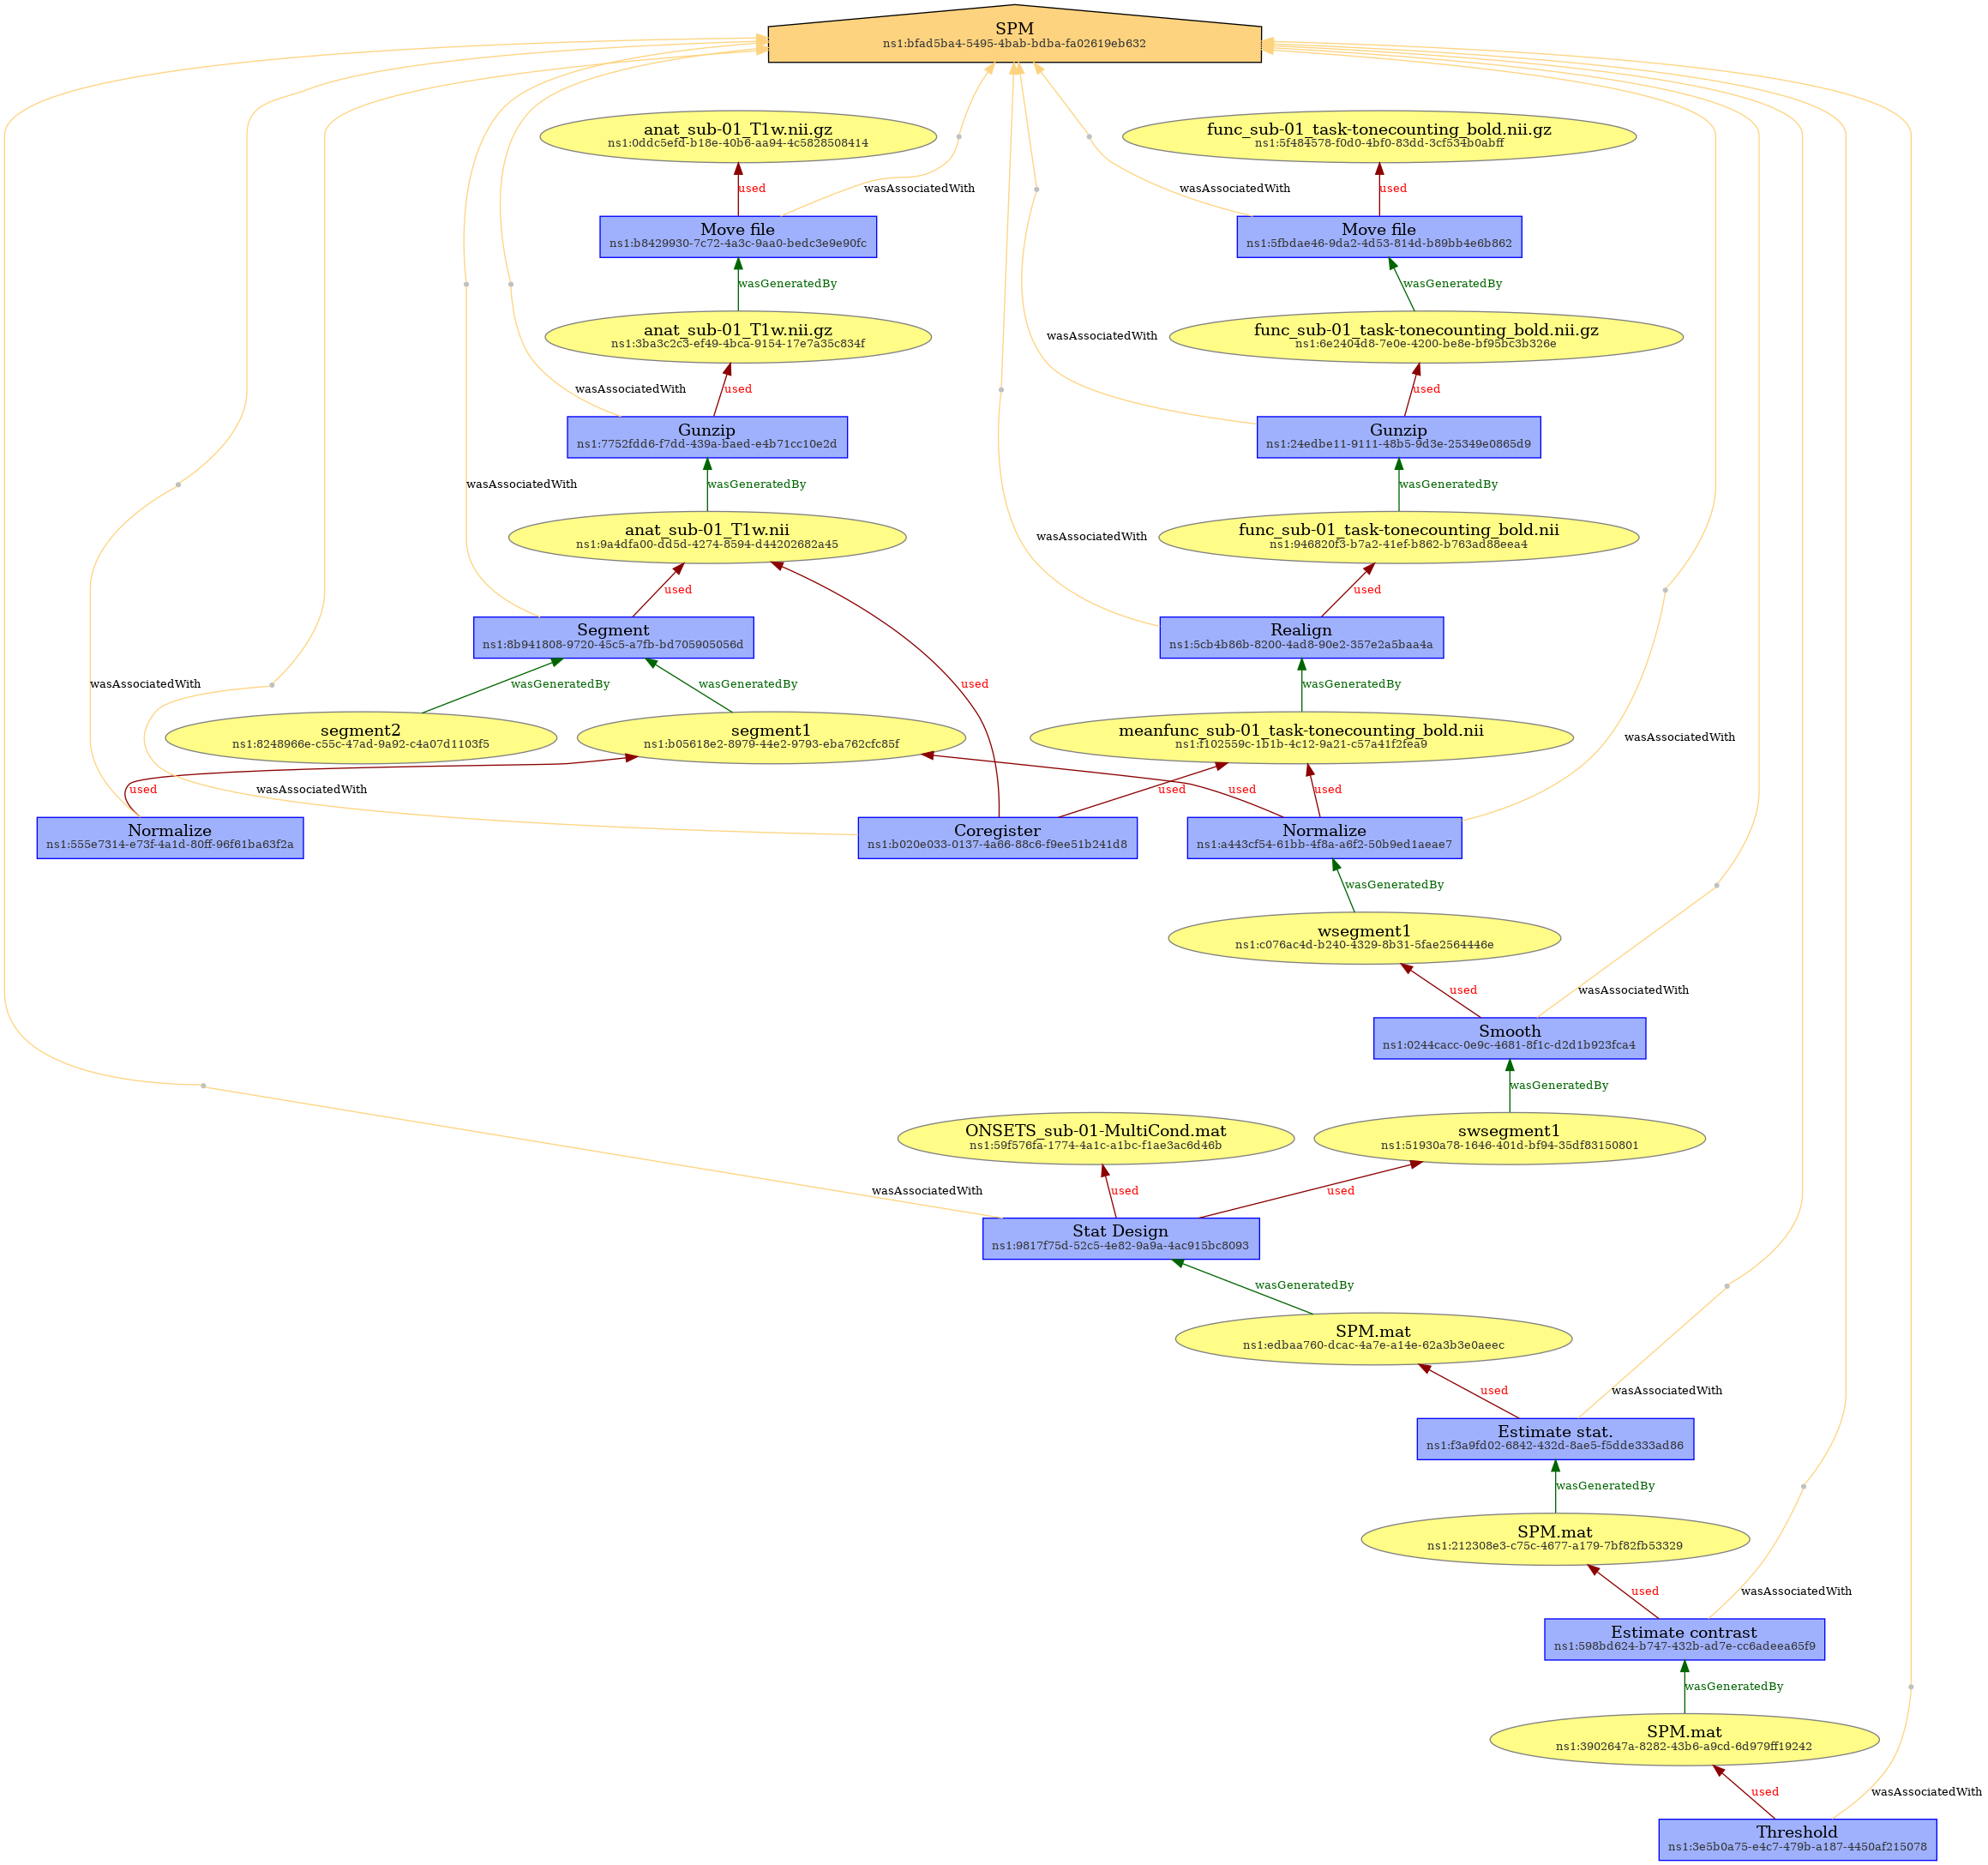 SPM
ns1:bfad5ba4-5495-4bab-bdba-fa02619eb632
anat_sub-01_T1w.nii.gz
ns1:0ddc5efd-b18e-40b6-aa94-4c5828508414
func_sub-01_task-tonecounting_bold.nii.gz
ns1:5f484578-f0d0-4bf0-83dd-3cf534b0abff
used
wasAssociatedWith
wasAssociatedWith
used
Move file
ns1:b8429930-7c72-4a3c-9aa0-bedc3e9e90fc
Move file
ns1:5fbdae46-9da2-4d53-814d-b89bb4e6b862
wasGeneratedBy
wasGeneratedBy
anat_sub-01_T1w.nii.gz
ns1:3ba3c2c3-ef49-4bca-9154-17e7a35c834f
func_sub-01_task-tonecounting_bold.nii.gz
ns1:6e2404d8-7e0e-4200-be8e-bf95bc3b326e
wasAssociatedWith
wasAssociatedWith
used
used
Gunzip
ns1:7752fdd6-f7dd-439a-baed-e4b71cc10e2d
Gunzip
ns1:24edbe11-9111-48b5-9d3e-25349e0865d9
wasAssociatedWith
wasGeneratedBy
wasGeneratedBy
anat_sub-01_T1w.nii
ns1:9a4dfa00-dd5d-4274-8594-d44202682a45
func_sub-01_task-tonecounting_bold.nii
ns1:946820f3-b7a2-41ef-b862-b763ad88eea4
wasAssociatedWith
used
used
Segment
ns1:8b941808-9720-45c5-a7fb-bd705905056d
Realign
ns1:5cb4b86b-8200-4ad8-90e2-357e2a5baa4a
wasAssociatedWith
wasGeneratedBy
wasGeneratedBy
used
wasGeneratedBy
segment2
ns1:8248966e-c55c-47ad-9a92-c4a07d1103f5
segment1
ns1:b05618e2-8979-44e2-9793-eba762cfc85f
meanfunc_sub-01_task-tonecounting_bold.nii
ns1:f102559c-1b1b-4c12-9a21-c57a41f2fea9
wasAssociatedWith
used
wasAssociatedWith
used
used
used
Normalize
ns1:555e7314-e73f-4a1d-80ff-96f61ba63f2a
Coregister
ns1:b020e033-0137-4a66-88c6-f9ee51b241d8
Normalize
ns1:a443cf54-61bb-4f8a-a6f2-50b9ed1aeae7
wasGeneratedBy
wsegment1
ns1:c076ac4d-b240-4329-8b31-5fae2564446e
used
wasAssociatedWith
Smooth
ns1:0244cacc-0e9c-4681-8f1c-d2d1b923fca4
wasGeneratedBy
ONSETS_sub-01-MultiCond.mat
ns1:59f576fa-1774-4a1c-a1bc-f1ae3ac6d46b
swsegment1
ns1:51930a78-1646-401d-bf94-35df83150801
wasAssociatedWith
used
used
Stat Design
ns1:9817f75d-52c5-4e82-9a9a-4ac915bc8093
wasGeneratedBy
SPM.mat
ns1:edbaa760-dcac-4a7e-a14e-62a3b3e0aeec
used
wasAssociatedWith
Estimate stat.
ns1:f3a9fd02-6842-432d-8ae5-f5dde333ad86
wasGeneratedBy
SPM.mat
ns1:212308e3-c75c-4677-a179-7bf82fb53329
used
wasAssociatedWith
Estimate contrast
ns1:598bd624-b747-432b-ad7e-cc6adeea65f9
wasGeneratedBy
SPM.mat
ns1:3902647a-8282-43b6-a9cd-6d979ff19242
used
wasAssociatedWith
Threshold
ns1:3e5b0a75-e4c7-479b-a187-4450af215078